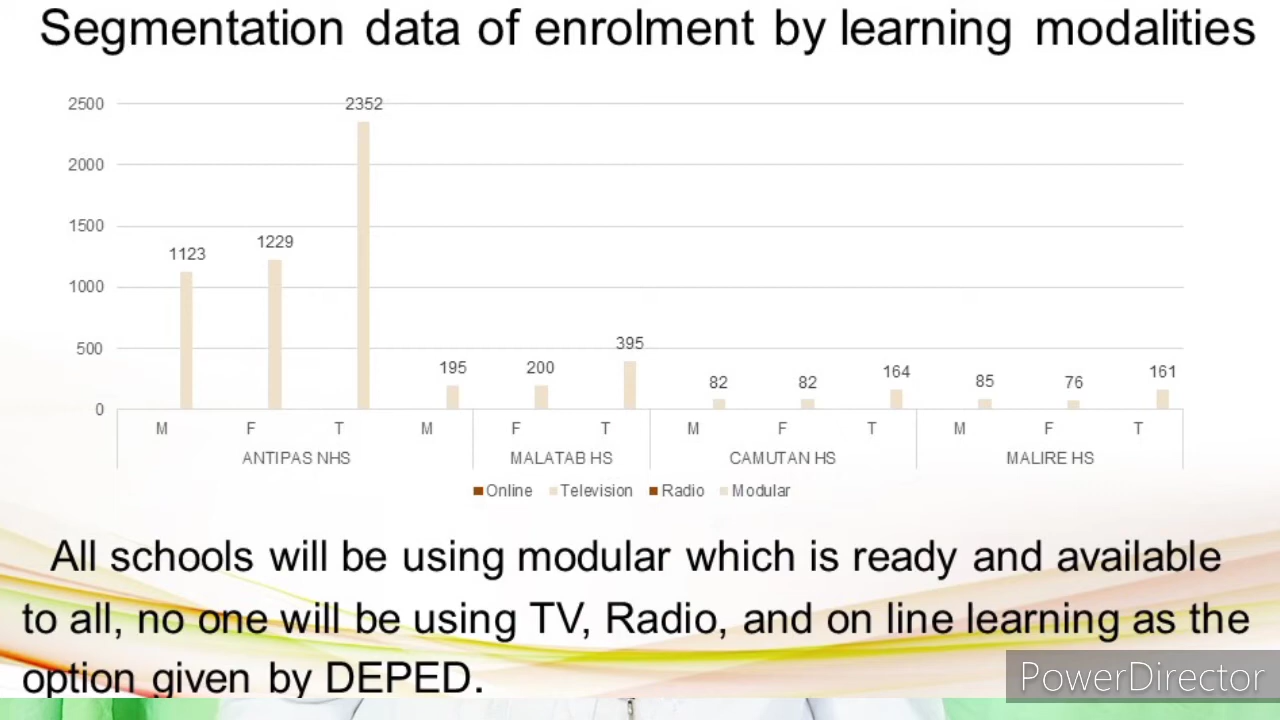 Segmentation data of enrolment by learning modalities
2500
2000
1500
1000
500
0
1123
1229
2352
195
200
395
82
82
164
85
76
161
M F T M F T M F T M F T
ANTIPAS NHS MALATAB HS CAMUTAN HS MALIRE HS
Online Television Radio Modular
All schools will be using modular which is ready and available
to all, no one will be using TV, Radio, and on line learning as the
option given by DEPED.
PowerDirector